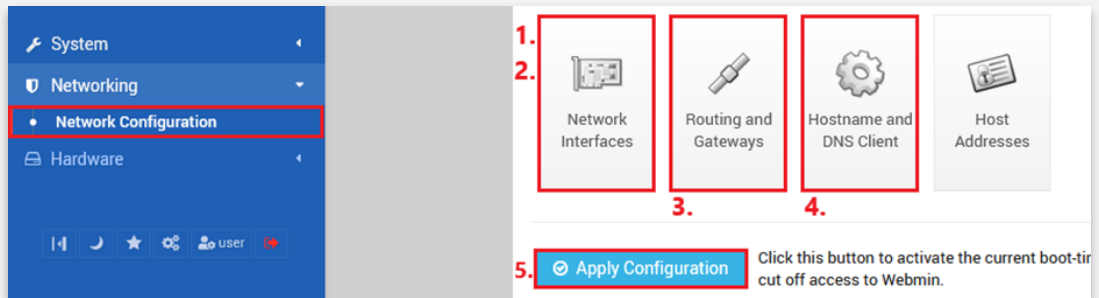 System
Networking
Network Configuration
Hardware
user
1.
2.
Network
Interfaces
Routing and
Gateways
Hostname and
DNS Client
Host
Addresses
3.
4.
5.
Apply Configuration
Click this button to activate the current boot-tir
cut off access to Webmin.